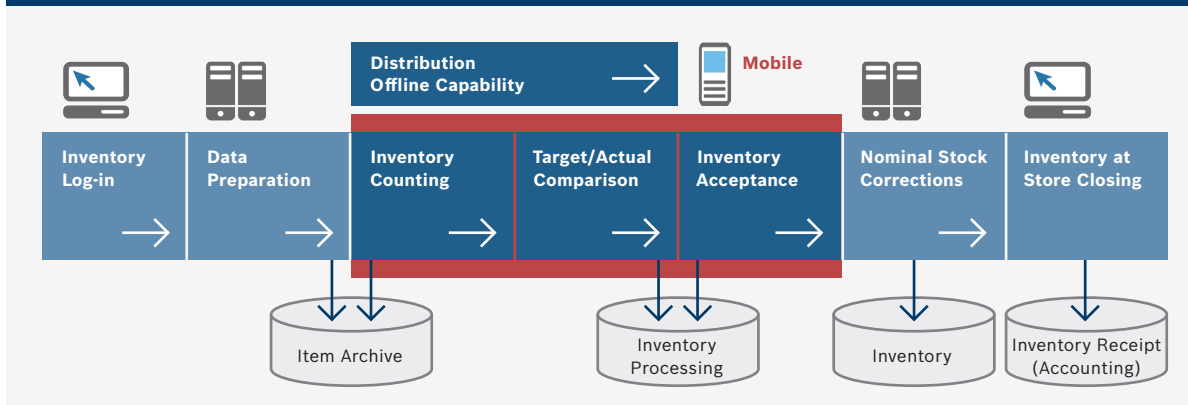 Distribution
Offline Capability
Mobile
Inventory
Log-in
Data
Preparation
Inventory
Counting
Target/Actual
Comparison
Inventory
Acceptance
Nominal Stock
Corrections
Inventory at
Store Closing
Item Archive
Inventory
Processing
Inventory
Inventory Receipt
(Accounting)